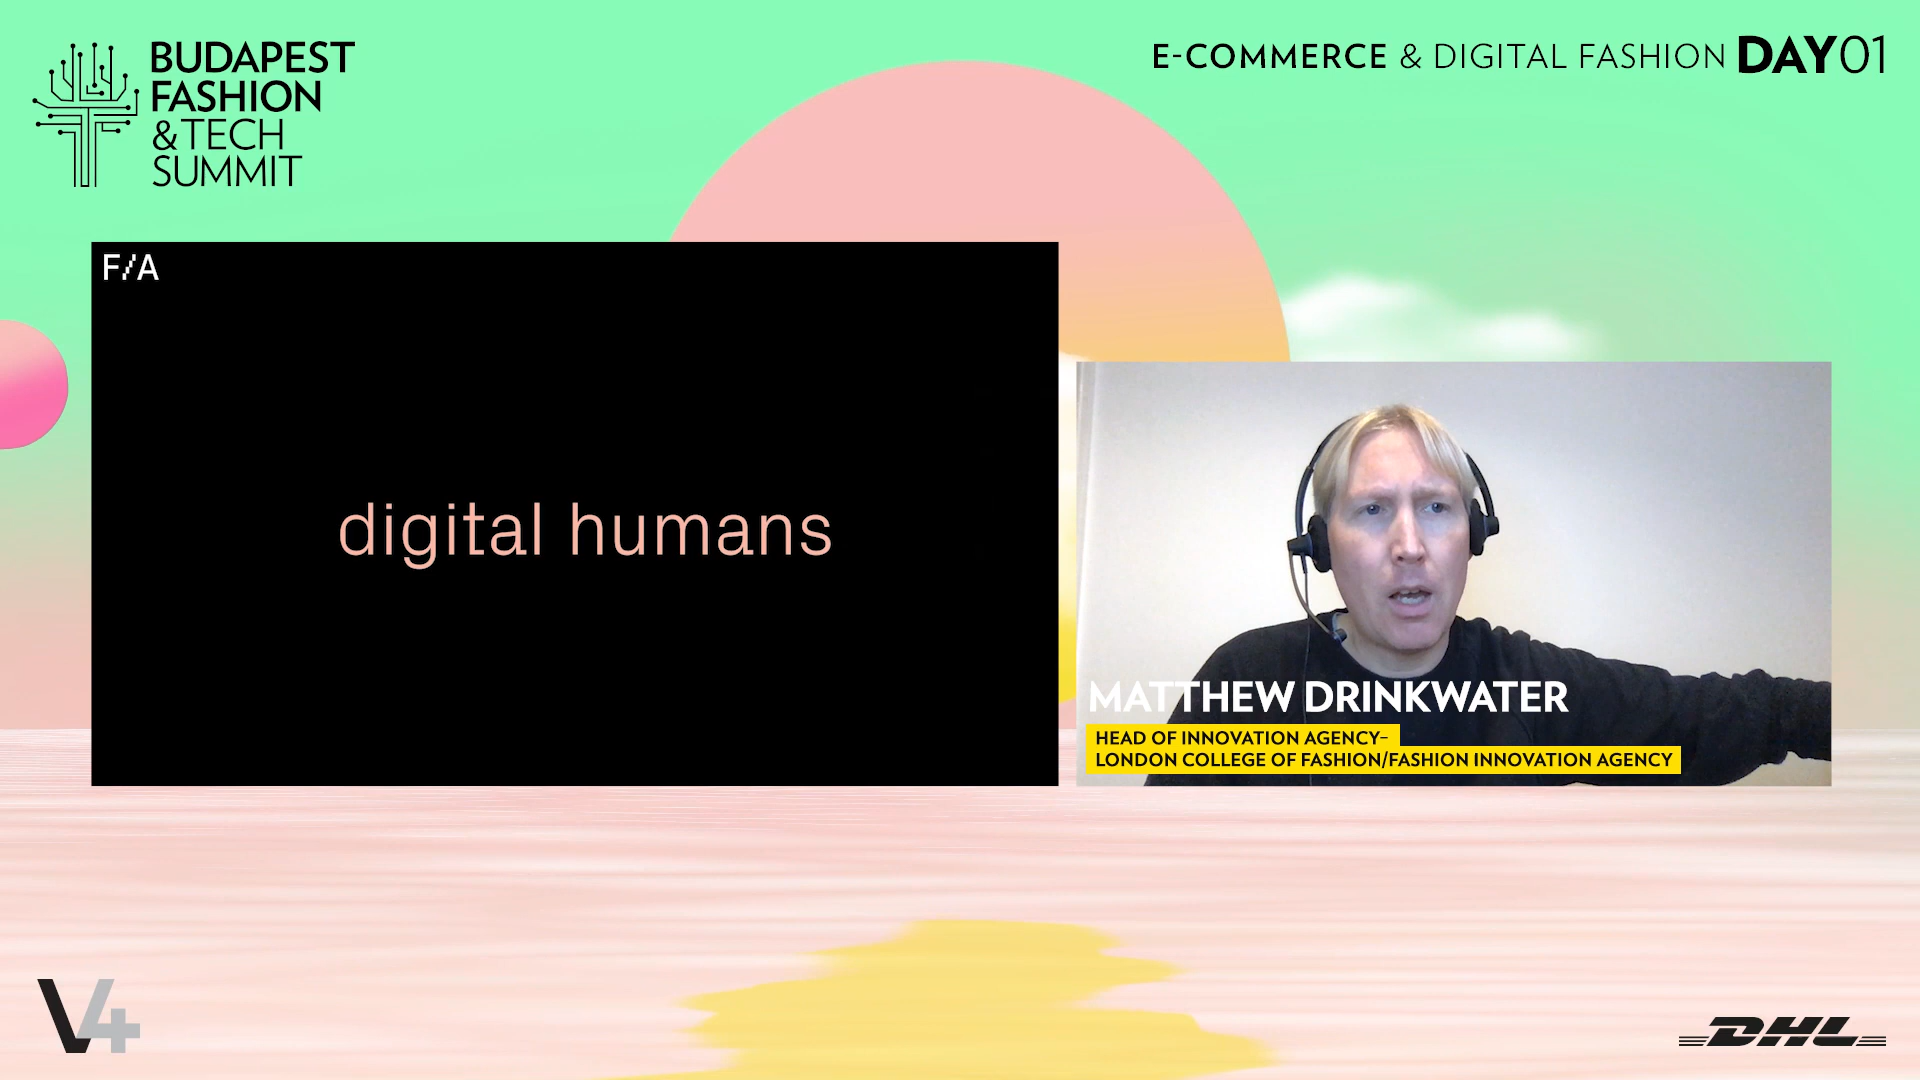 BUDAPEST
FASHION
&TECH
SUMMIT
E-COMMERCE & DIGITAL FASHION DAY01
F/A
digital humans
MATTHEW DRINKWATER
HEAD OF INNOVATION AGENCY–
LONDON COLLEGE OF FASHION/FASHION INNOVATION AGENCY
V4
DHL